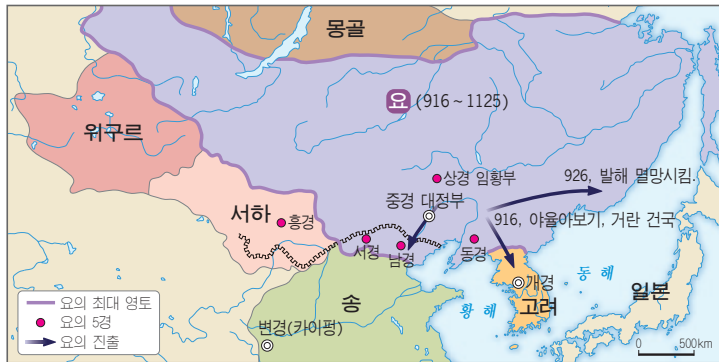 몽골
요 (916~1125)
위구르
상경 임황부
926, 발해 멸망시킴.
중경 대정부
916, 야율아보기, 거란 건국
서하
흥경
서경
남경
동경
개경
고려
동 해
일본
황 해
송
변경(카이펑)
요의 최대 영토
요의 5경
요의 진출
0 500km